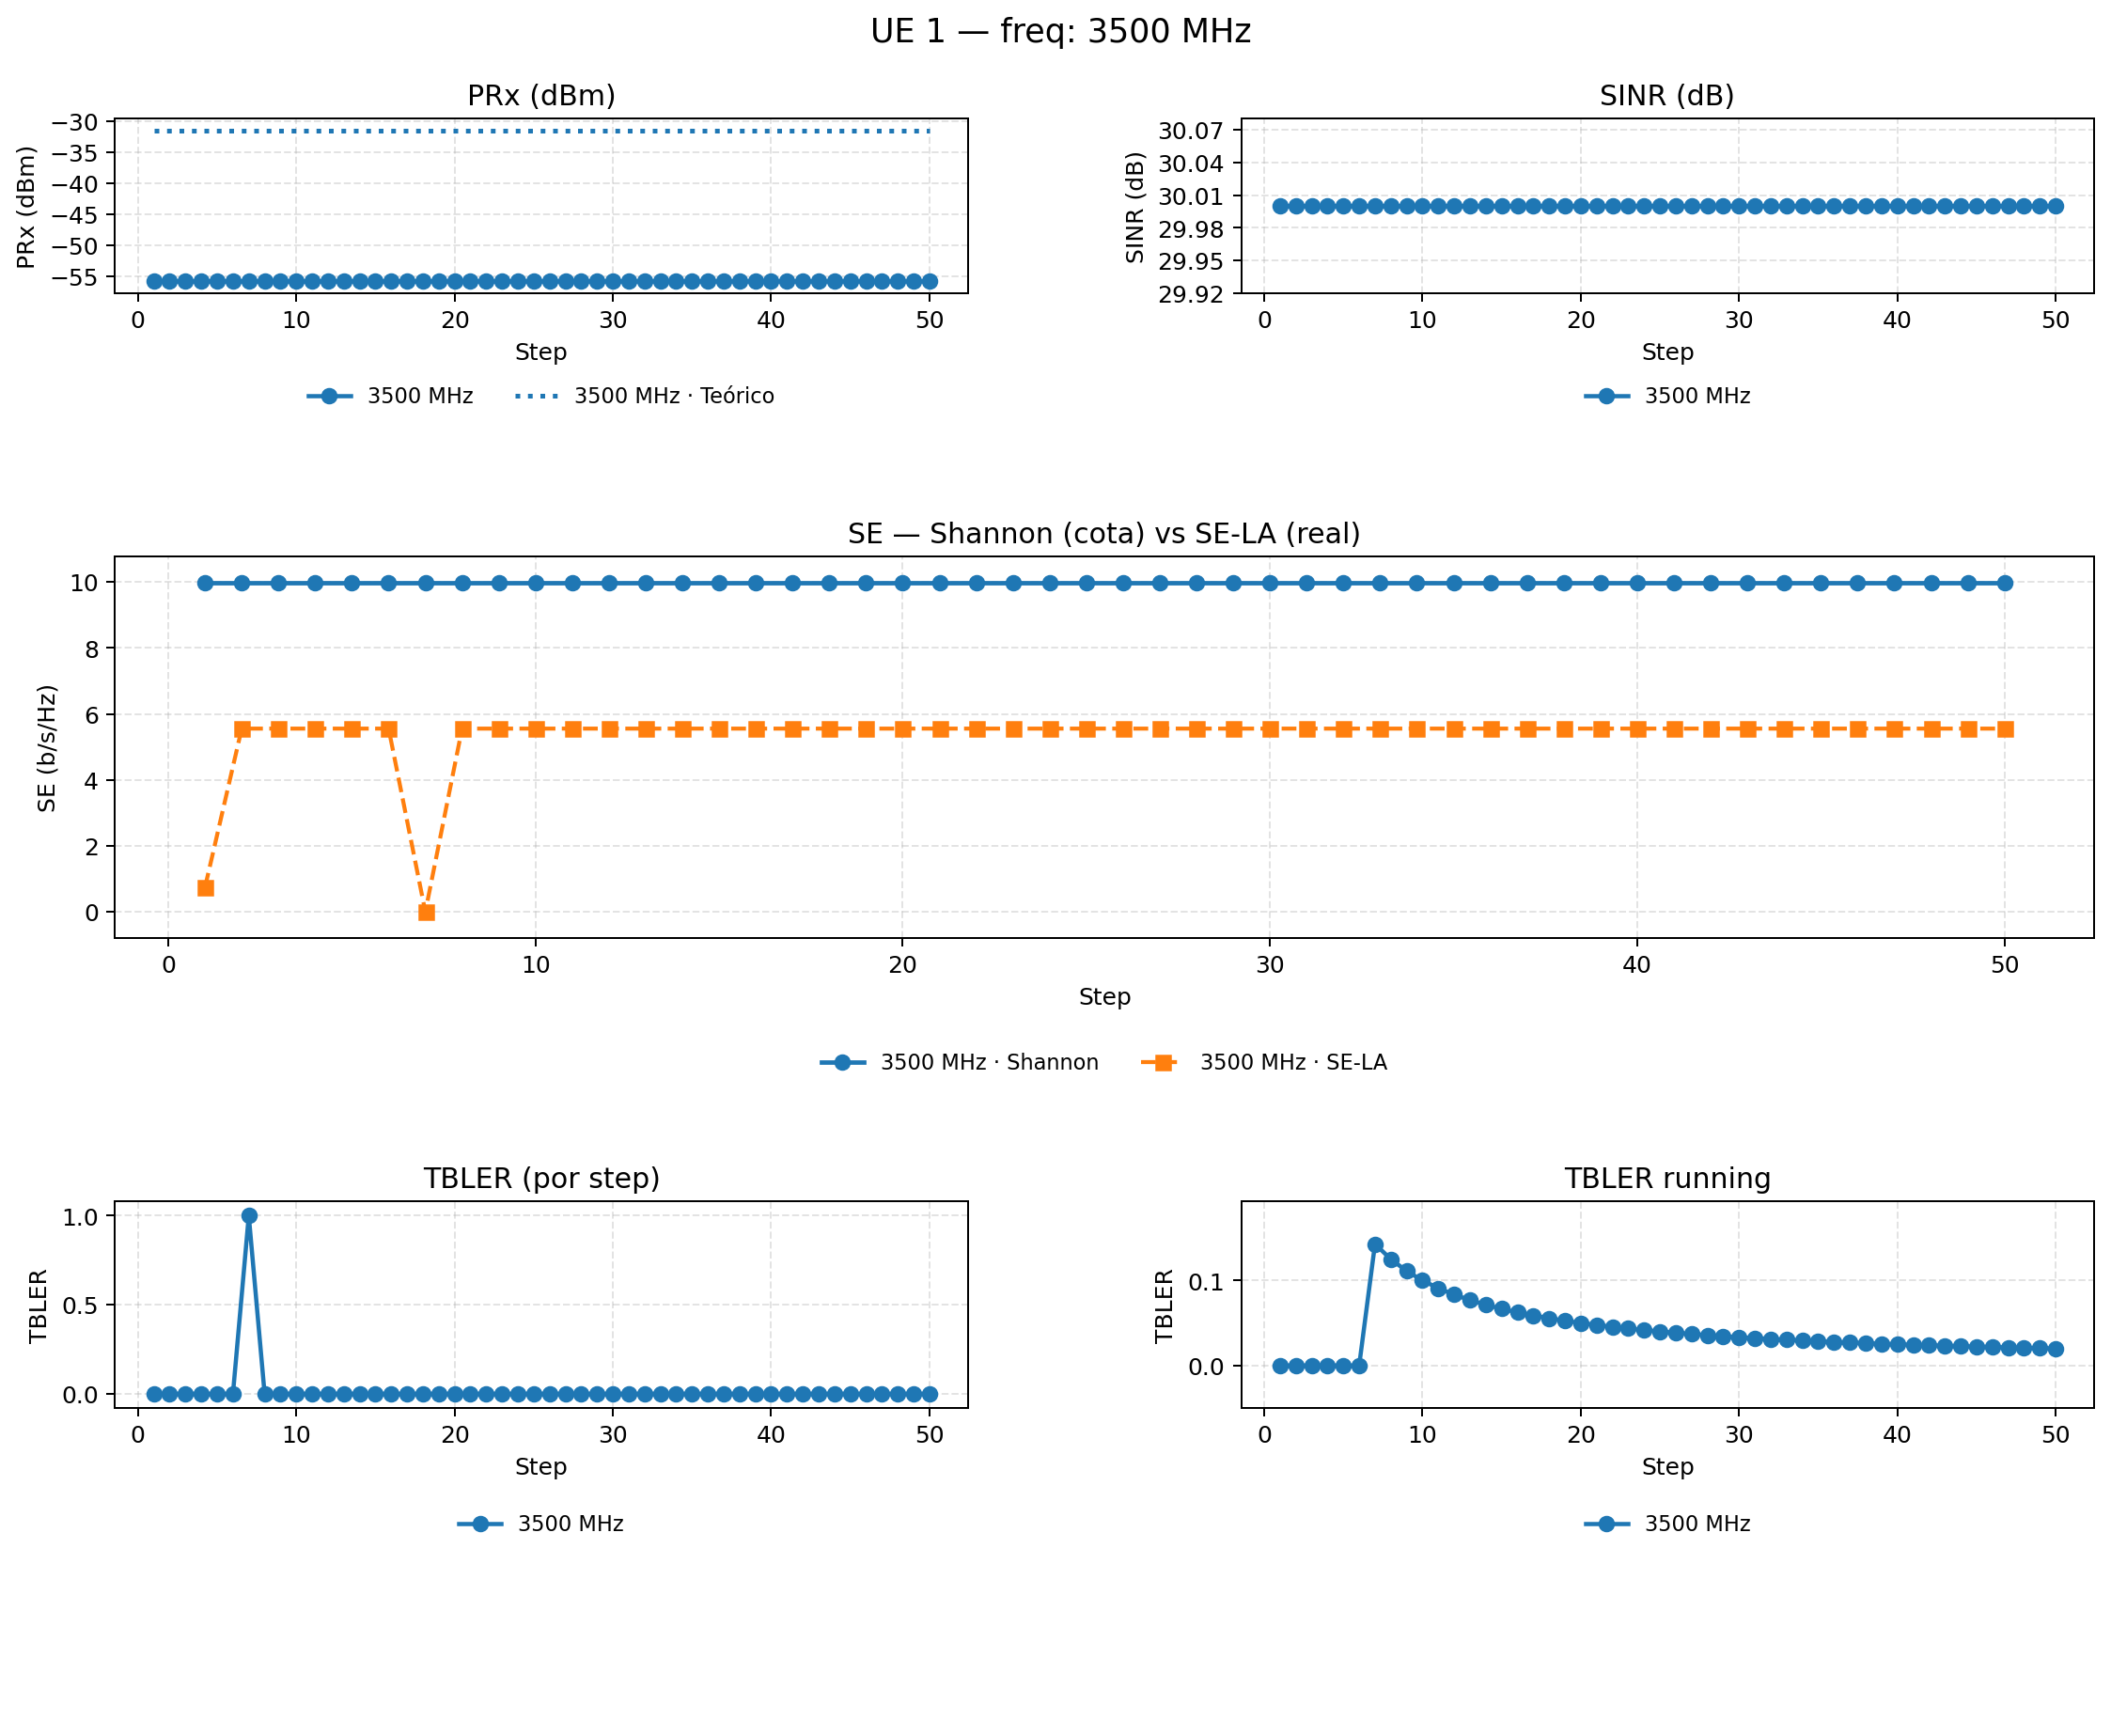 UE 1 — freq: 3500 MHz
PRx (dBm)
PRx (dBm)
−30
−35
−40
−45
−50
−55
0 10 20 30 40 50
Step
3500 MHz 3500 MHz · Teórico
SINR (dB)
SINR (dB)
30.07
30.04
30.01
29.98
29.95
29.92
0 10 20 30 40 50
Step
3500 MHz
SE — Shannon (cota) vs SE-LA (real)
SE (b/s/Hz)
10
8
6
4
2
0
0 10 20 30 40 50
Step
3500 MHz · Shannon 3500 MHz · SE-LA
TBLER (por step)
TBLER
1.0
0.5
0.0
0 10 20 30 40 50
Step
3500 MHz
TBLER running
TBLER
0.1
0.0
0 10 20 30 40 50
Step
3500 MHz